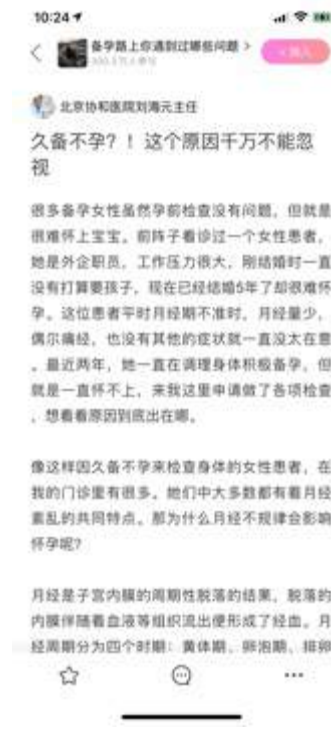 10:24
备孕路上你遇到过哪些问题 >
北京协和医院刘海元主任
久备不孕?！这个原因千万不能忽
视
很多备孕女性虽然孕前检查没有问题，但就是
很难怀上宝宝。前阵子看诊过一个女性患者，
她是外企职员，工作压力很大，刚结婚时一直
没有打算要孩子，现在已经结婚5年了却很难怀
孕。这位患者平时月经期不准时，月经量少，
偶尔痛经，也没有其他的症状就一直没太在意
。最近两年，她一直在调理身体积极备孕，但
就是一直怀不上，来我这里申请做了各项检查
，想看看原因到底出在哪。
像这样因久备不孕来检查身体的女性患者，在
我的门诊里有很多。她们中大多数都有着月经
紊乱的共同特点。那为什么月经不规律会影响
怀孕呢?
月经是子宫内膜的周期性脱落的结果，脱落的
内膜伴随着血液等组织流出便形成了经血。月
经周期分为四个时期：黄体期、卵泡期、排卵